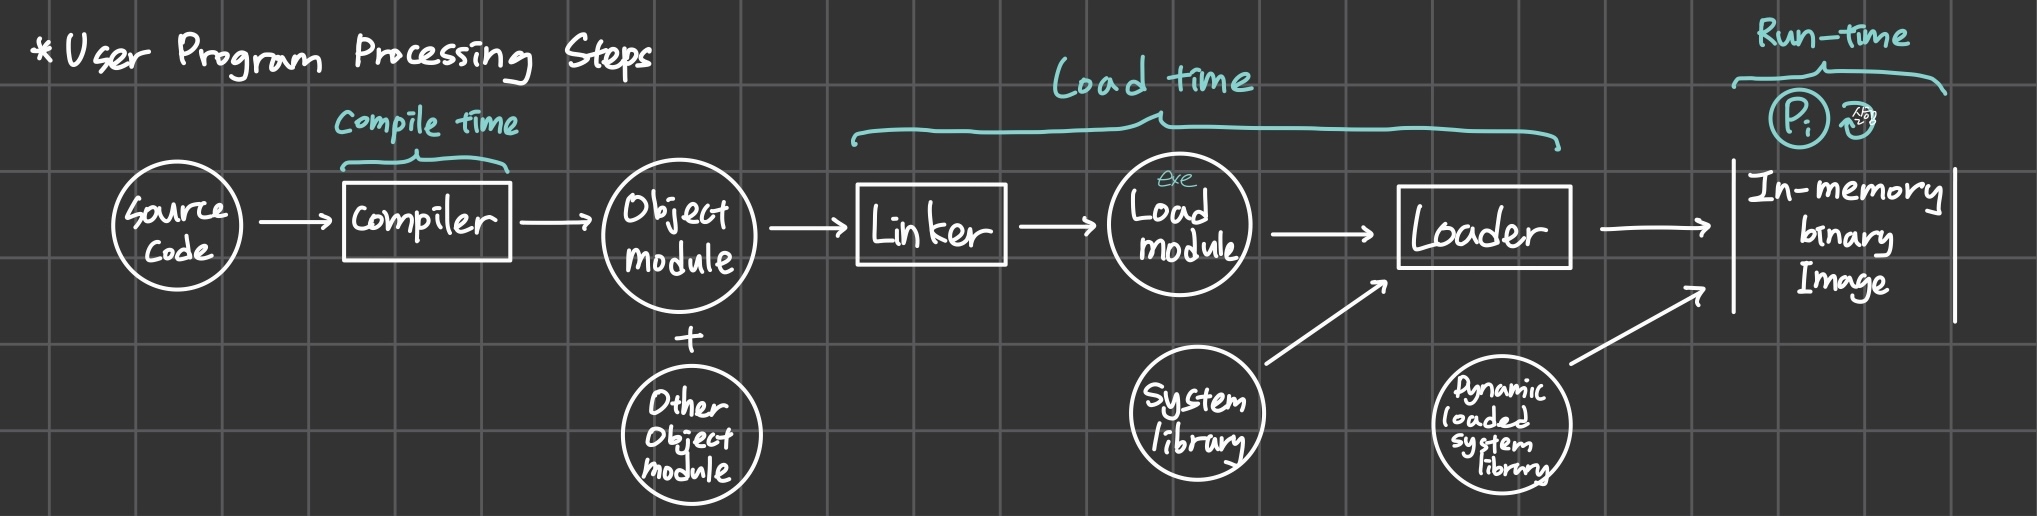 *User Program Processing Steps
Compile time
Load time
Run-time
Pi
실행
Source
Code
Compiler
Object
module
Linker
exe
Load
module
Loader
In-memory
binary
Image
+
Other
Object
module
System
library
Dynamic
loaded
system
library